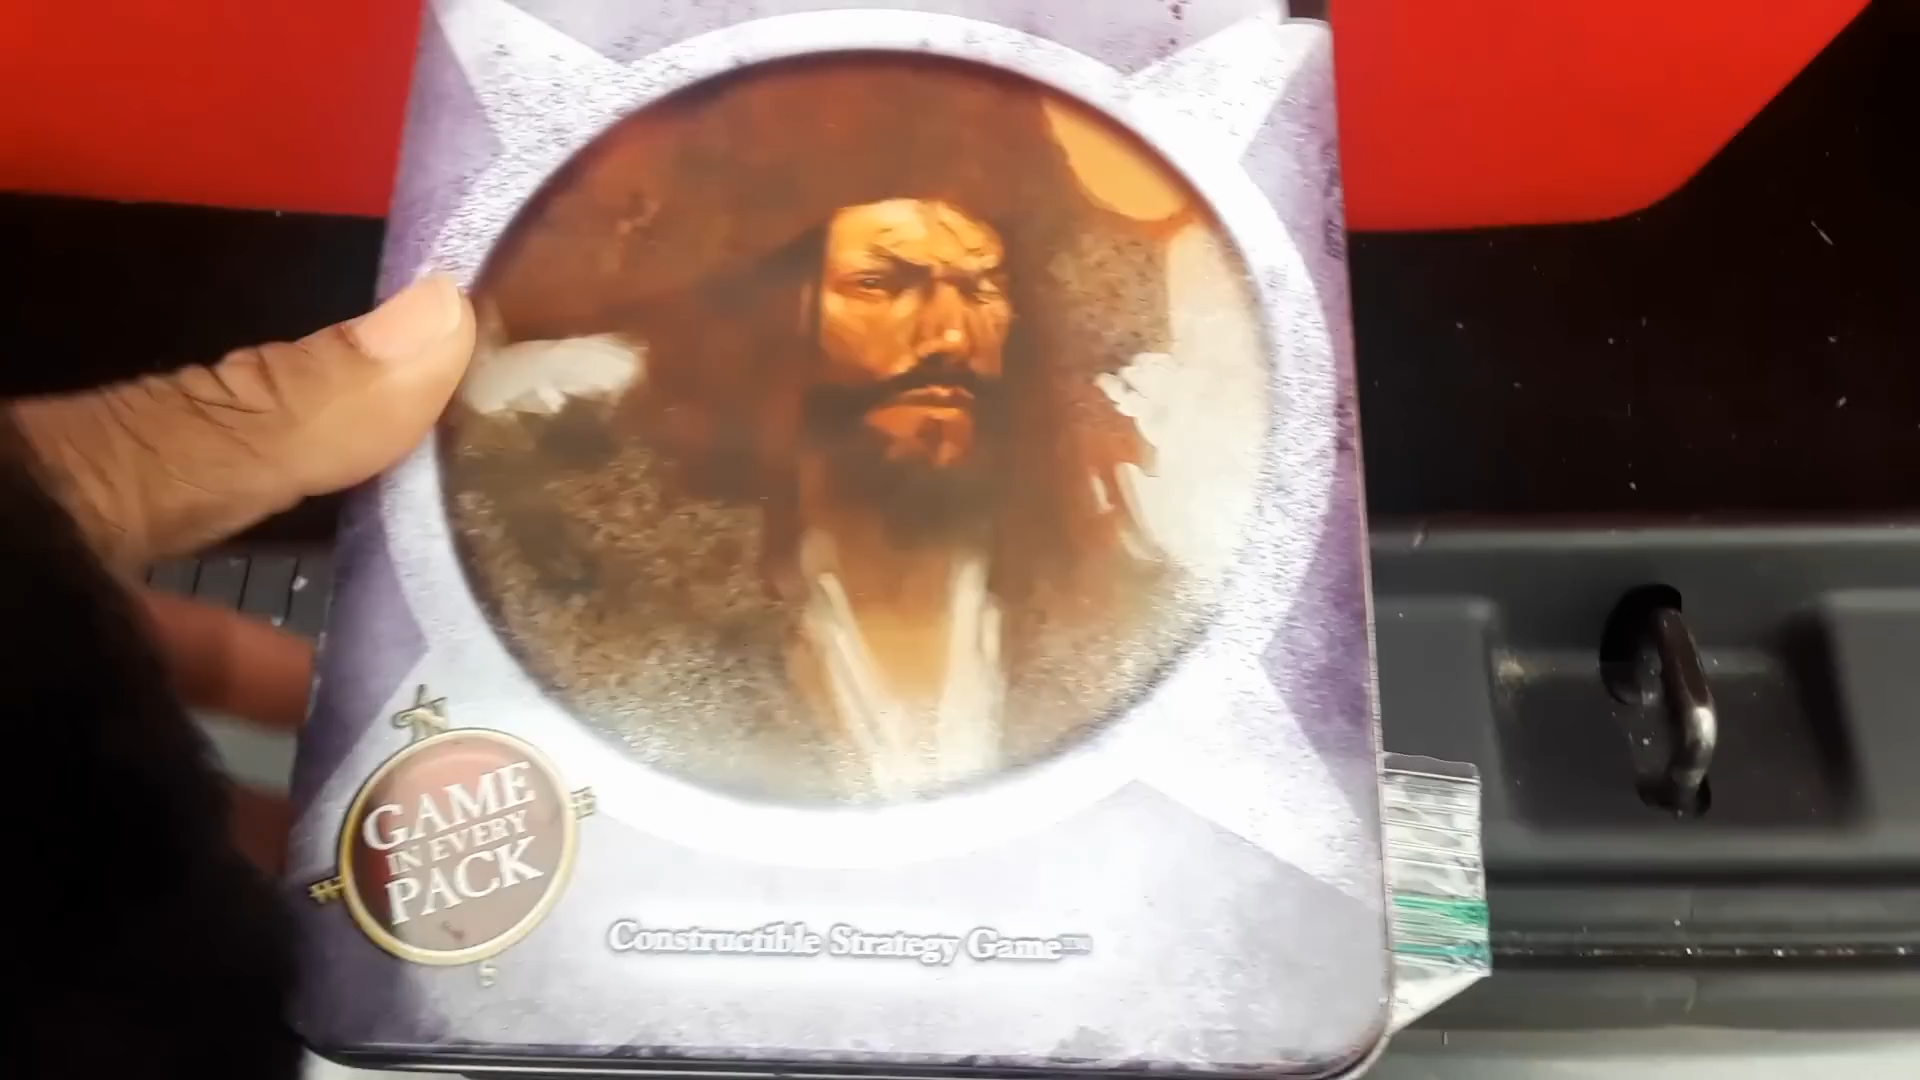 N
GAME
IN EVERY
PACK
W
E
S
Constructible Strategy Game™